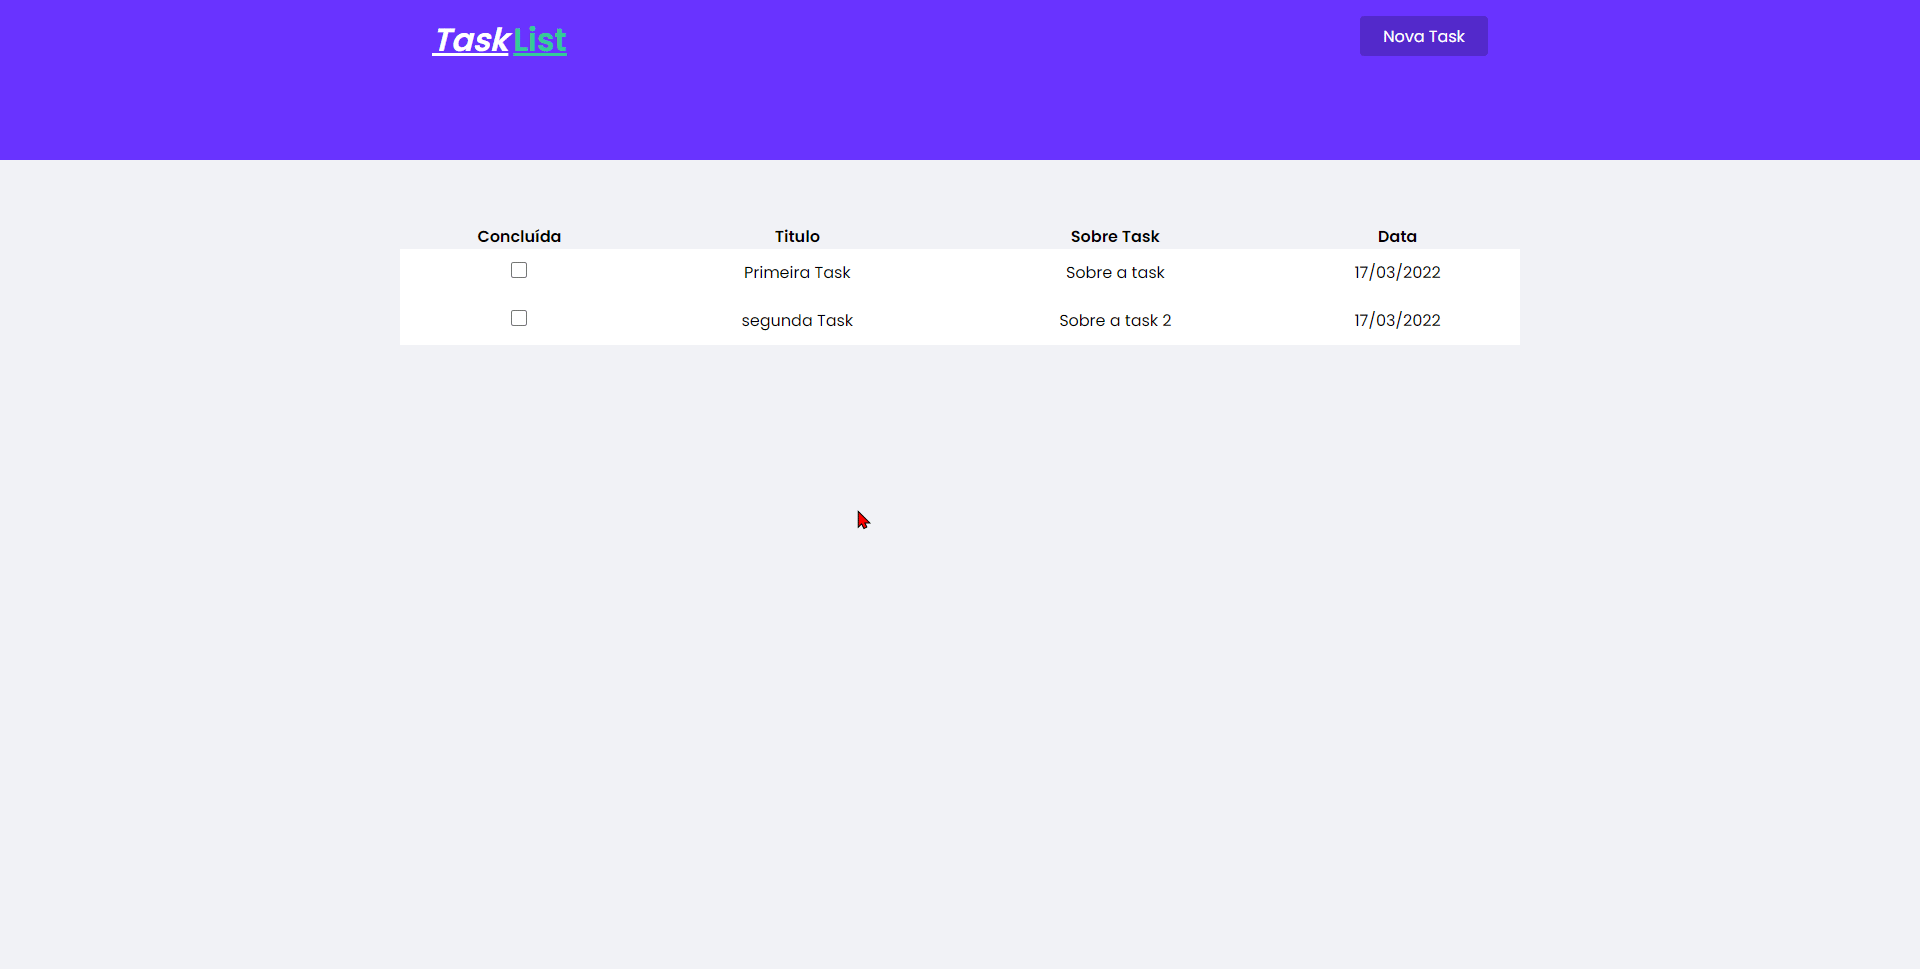 TaskList Nova Task
Concluída Titulo Sobre Task Data
Primeira Task Sobre a task 17/03/2022
segunda Task Sobre a task 2 17/03/2022